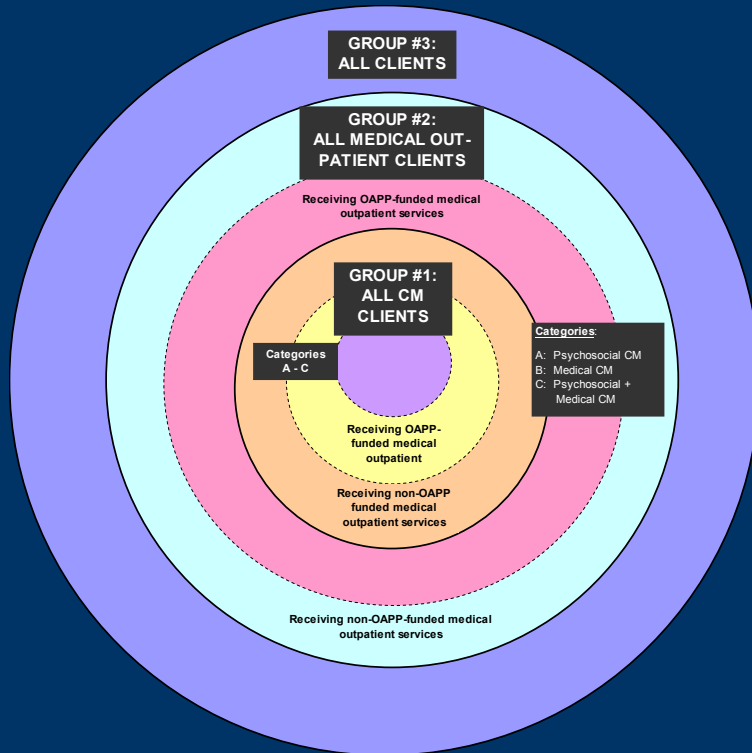 GROUP #3:
ALL CLIENTS
GROUP #2:
ALL MEDICAL OUT-
PATIENT CLIENTS
Receiving OAPP-funded medical
outpatient services
GROUP #1:
ALL CM
CLIENTS
Categories
A - C
Categories:
A: Psychosocial CM
B: Medical CM
C: Psychosocial +
Medical CM
Receiving OAPP-
funded medical
outpatient
Receiving non-OAPP
funded medical
outpatient services
Receiving non-OAPP-funded medical
outpatient services